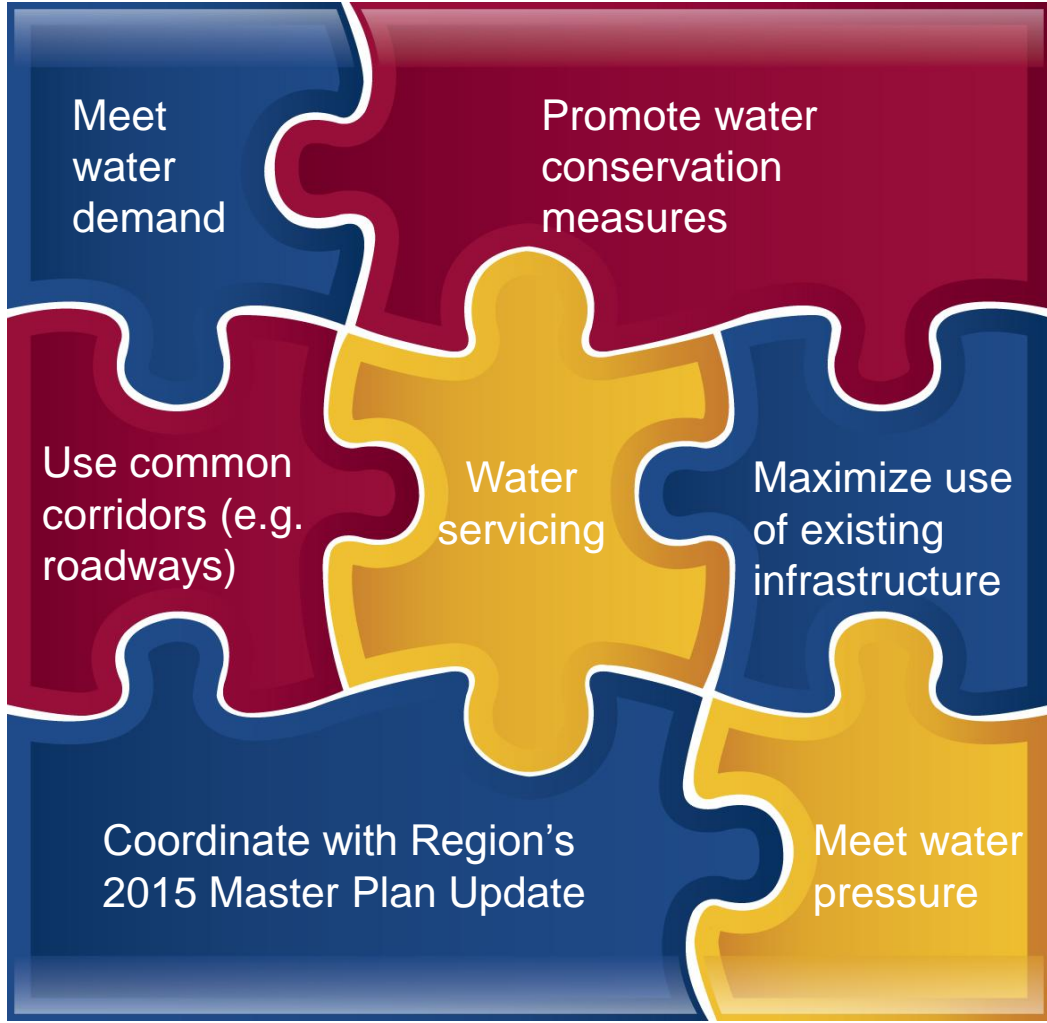 Meet
water
demand
Promote water
conservation
measures
Use common
corridors (e.g.
roadways)
Water
servicing
Maximize use
of existing
infrastructure
Coordinate with Region’s
2015 Master Plan Update
Meet water
pressure